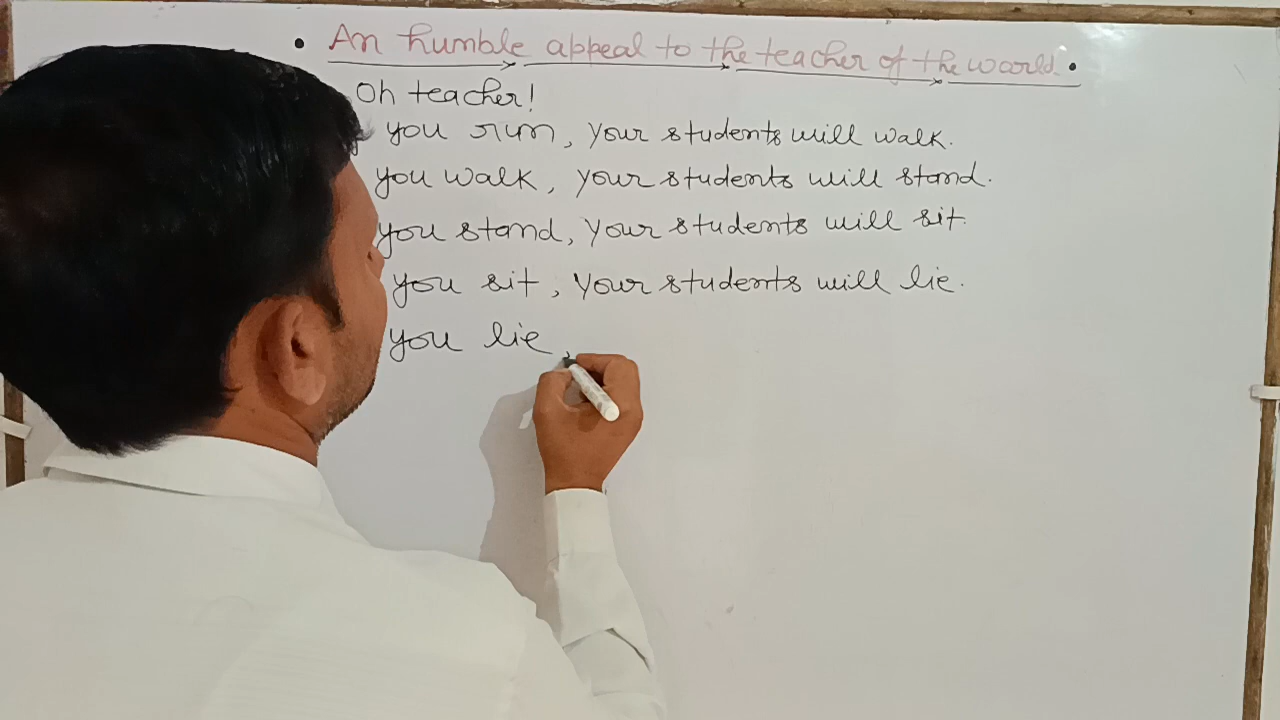 • An humble appeal to the teacher of the world. •
Oh teacher!
you run, your students will walk.
you walk, your students will stand.
you stand, your students will sit.
you sit, your students will lie.
you lie,